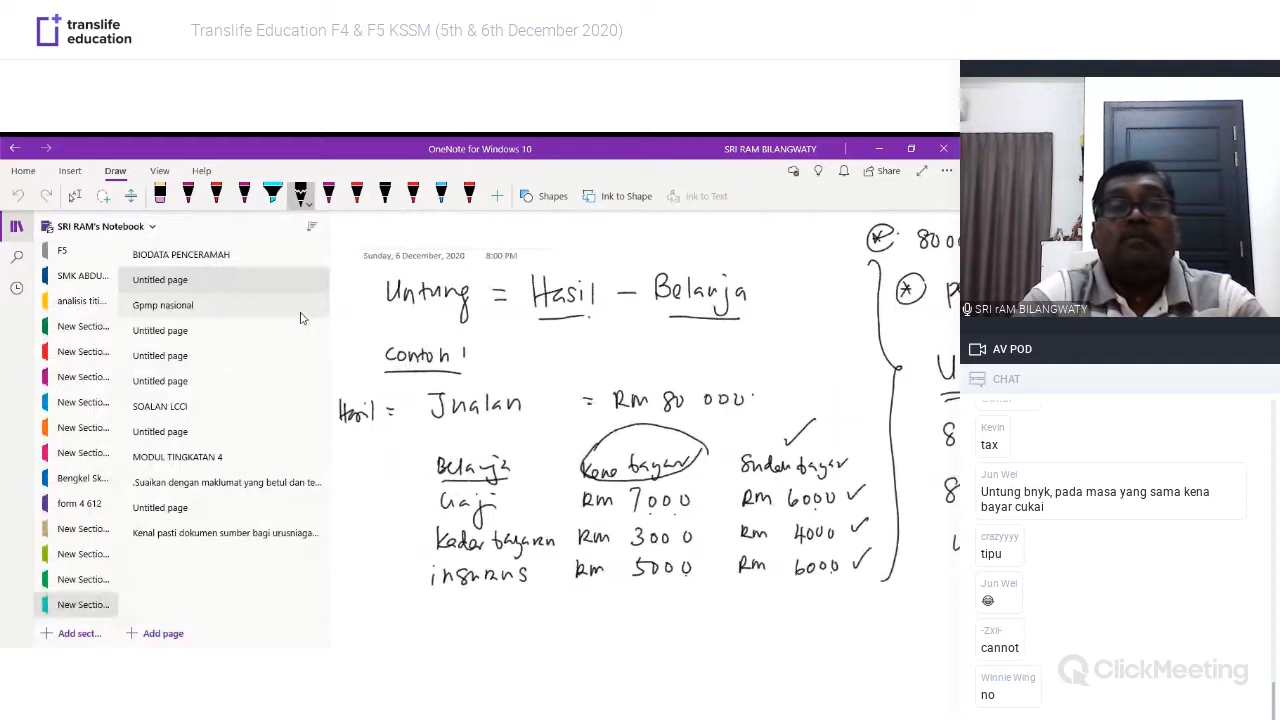 translife
education
Translife Education F4 & F5 KSSM (5th & 6th December 2020)
OneNote for Windows 10
SRI RAM BILANGWATY
Home
Insert
Draw
View
Help
Share
Shapes
Ink to Shape
Ink to Text
SRI RAM's Notebook
F5
SMK ABDU...
analisis titi...
New Sectio...
New Sectio...
New Sectio...
New Sectio...
New Sectio...
New Sectio...
Bengkel Sk...
form 4 612
New Sectio...
New Sectio...
New Sectio...
New Sectio...
Add sect...
BIODATA PENCERAMAH
Untitled page
Gpmp nasional
Untitled page
Untitled page
Untitled page
SOALAN LCCI
Untitled page
MODUL TINGKATAN 4
.Suaikan dengan maklumat yang betul dan te...
Untitled page
Kenal pasti dokumen sumber bagi urusniaga...
Add page
Sunday, 6 December, 2020 8:00 PM
Untung = Hasil - Belanja
Contoh 1
Hasil = Jualan = RM 80 000
Belanja Kena bayar Sudah bayar
Gaji RM 7000 RM 6000
Kadar bayaran RM 3000 RM 4000
insurans RM 5000 RM 6000
SRI rAM BILANGWATY
AV POD
CHAT
Kevin
tax
Jun Wei
Untung bnyk, pada masa yang sama kena
bayar cukai
crazyyyy
tipu
Jun Wei
😂
-Zxii-
cannot
Winnie Wing
no
ClickMeeting